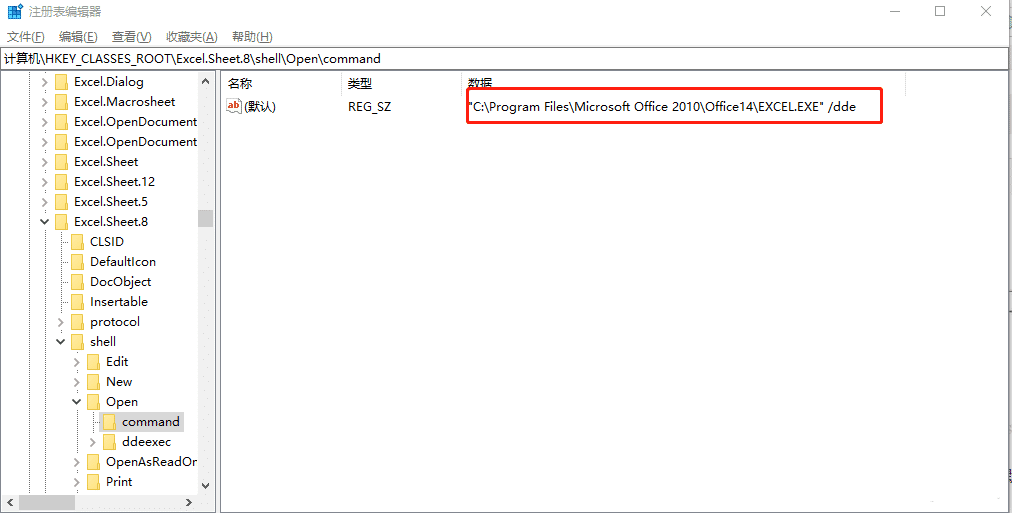 注册表编辑器
文件(F) 编辑(E) 查看(V) 收藏夹(A) 帮助(H)
计算机\HKEY_CLASSES_ROOT\Excel.Sheet.8\shell\Open\command
Excel.Dialog
Excel.Macrosheet
Excel.OpenDocument
Excel.OpenDocument
Excel.Sheet
Excel.Sheet.12
Excel.Sheet.5
Excel.Sheet.8
CLSID
DefaultIcon
DocObject
Insertable
protocol
shell
Edit
New
Open
command
ddeexec
OpenAsReadOn
Print
名称 类型 数据
ab (默认) REG_SZ "C:\Program Files\Microsoft Office 2010\Office14\EXCEL.EXE" /dde